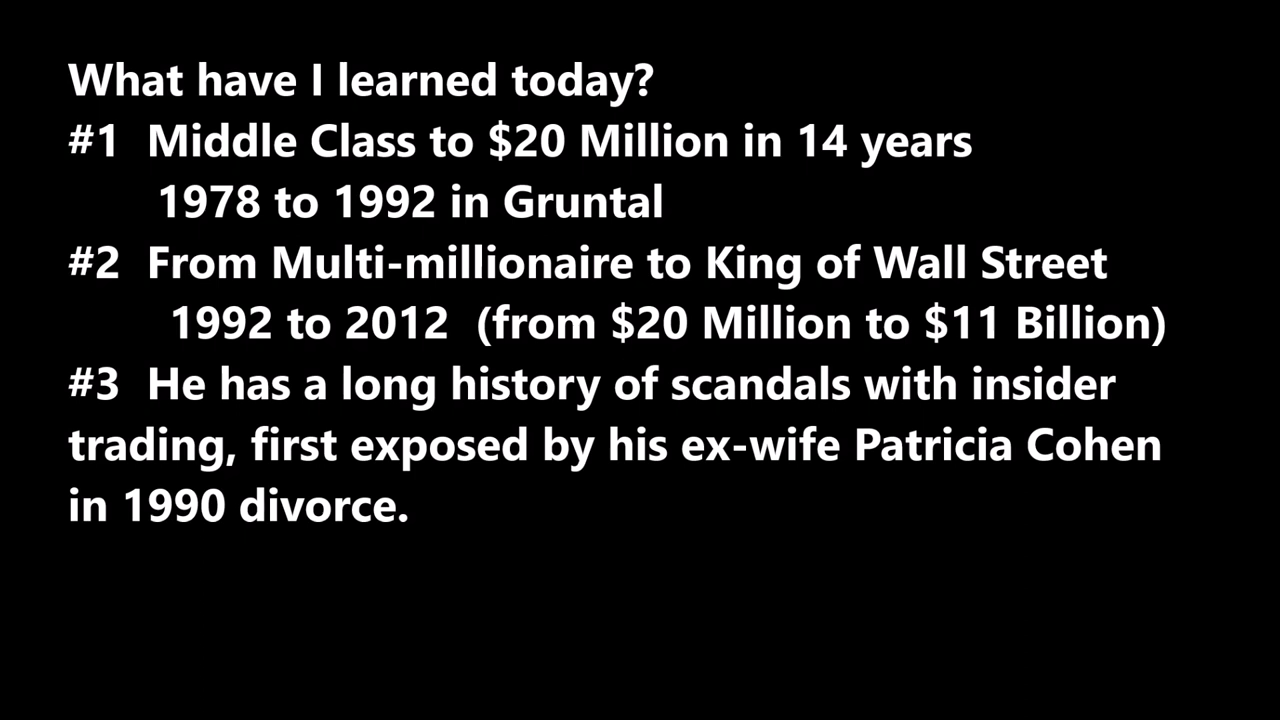 What have I learned today?
#1 Middle Class to $20 Million in 14 years
1978 to 1992 in Gruntal
#2 From Multi-millionaire to King of Wall Street
1992 to 2012 (from $20 Million to $11 Billion)
#3 He has a long history of scandals with insider
trading, first exposed by his ex-wife Patricia Cohen
in 1990 divorce.